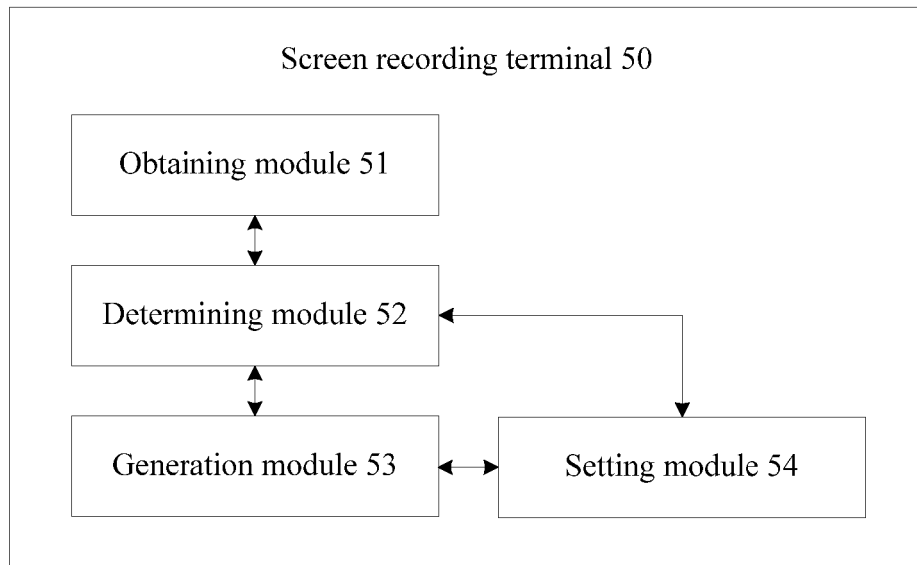 Screen recording terminal 50
Obtaining module 51
Determining module 52
Generation module 53
Setting module 54